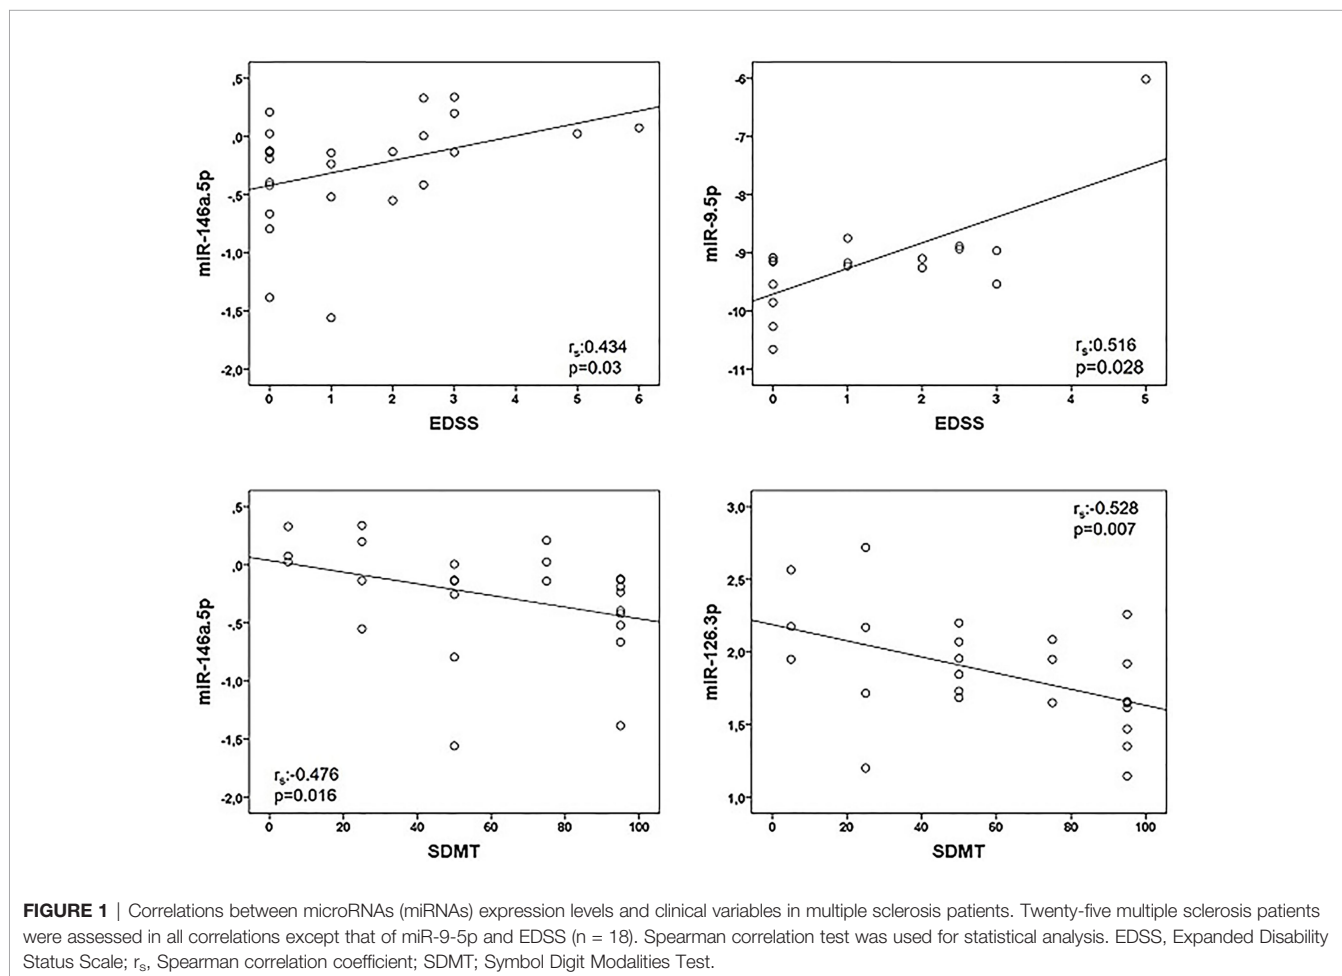 ,5
,0
-,5
-1,0
-1,5
-2,0
miR-146a.5p
0 1 2 3 4 5 6
EDSS
rs:0.434
p=0.03
-6
-7
-8
-9
-10
-11
miR-9.5p
0 1 2 3 4 5
EDSS
rs:0.516
p=0.028
,5
,0
-,5
-1,0
-1,5
-2,0
miR-146a.5p
0 20 40 60 80 100
SDMT
rs:-0.476
p=0.016
3,0
2,5
2,0
1,5
1,0
miR-126.3p
0 20 40 60 80 100
SDMT
rs:-0.528
p=0.007
FIGURE 1 | Correlations between microRNAs (miRNAs) expression levels and clinical variables in multiple sclerosis patients. Twenty-five multiple sclerosis patients
were assessed in all correlations except that of miR-9-5p and EDSS (n = 18). Spearman correlation test was used for statistical analysis. EDSS, Expanded Disability
Status Scale; rs, Spearman correlation coefficient; SDMT; Symbol Digit Modalities Test.